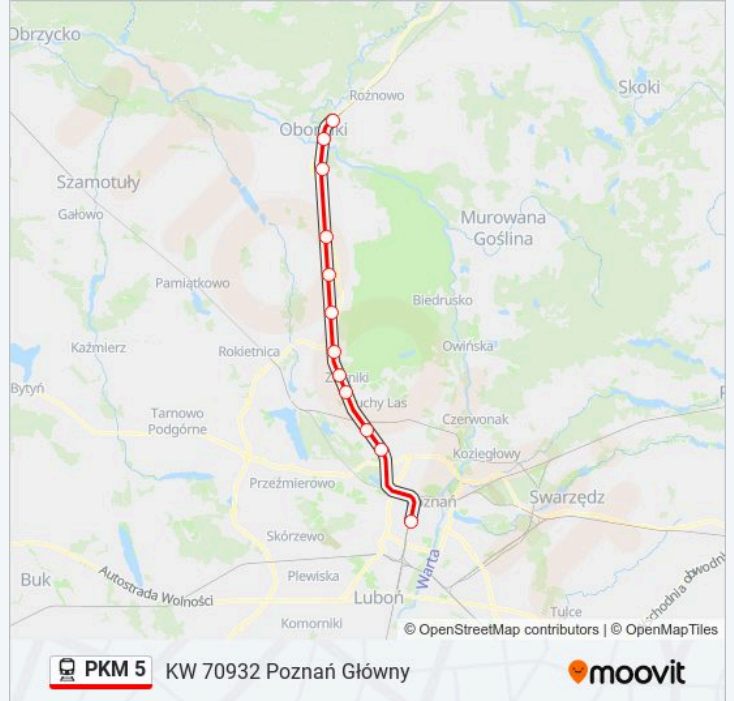 Obrzycko
Skoki
Rożnowo
Szamotuły
Gałowo
Murowana
Goślina
Pamiątkowo
Biedrusko
Kaźmierz
Rokietnica
Owińska
Bytyń
Tarnowo
Podgórne
Czerwonak
Koziegłowy
Przeźmierowo
Swarzędz
Skórzewo
Plewiska
Buk
Autostrada Wolności
Luboń
Warta
Komorniki
Tulce
© OpenStreetMap contributors | © OpenMapTiles
PKM 5 KW 70932 Poznań Główny
moovit